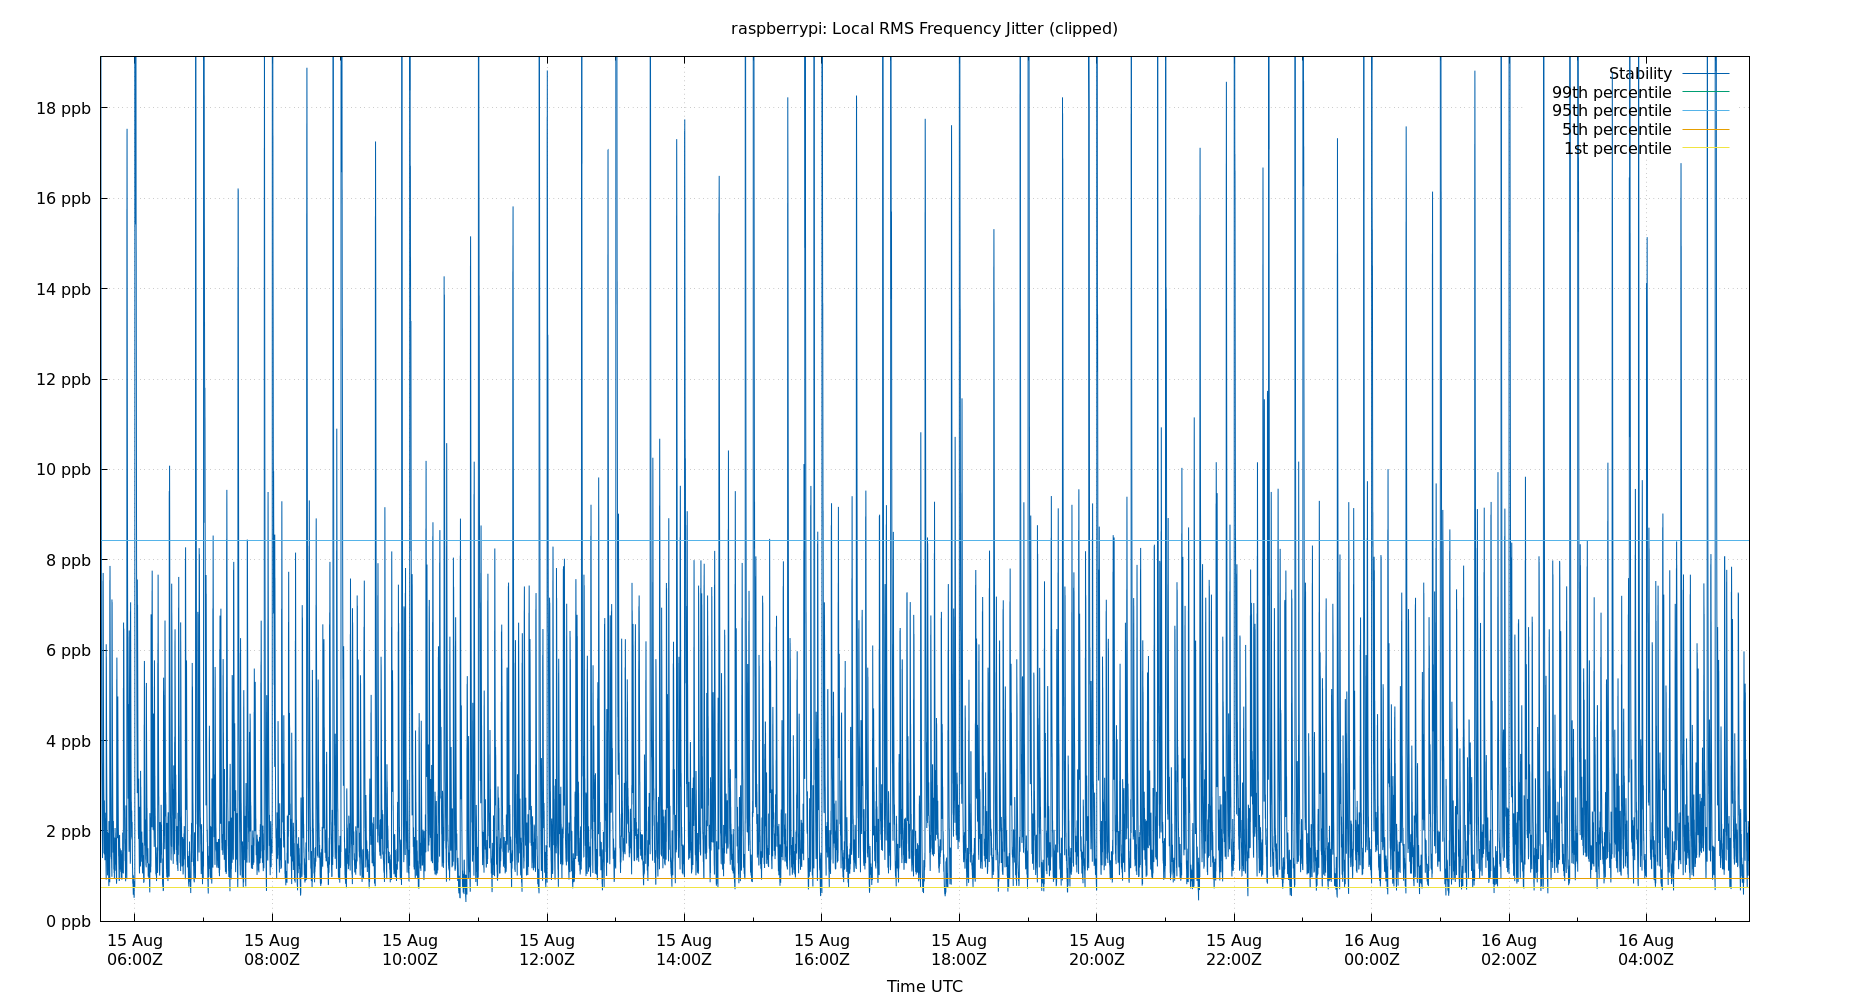 raspberrypi: Local RMS Frequency Jitter (clipped)
Stability
99th percentile
95th percentile
5th percentile
1st percentile
18 ppb
16 ppb
14 ppb
12 ppb
10 ppb
8 ppb
6 ppb
4 ppb
2 ppb
0 ppb
15 Aug 15 Aug 15 Aug 15 Aug 15 Aug 15 Aug 15 Aug 15 Aug 15 Aug 16 Aug 16 Aug 16 Aug
06:00Z 08:00Z 10:00Z 12:00Z 14:00Z 16:00Z 18:00Z 20:00Z 22:00Z 00:00Z 02:00Z 04:00Z
Time UTC